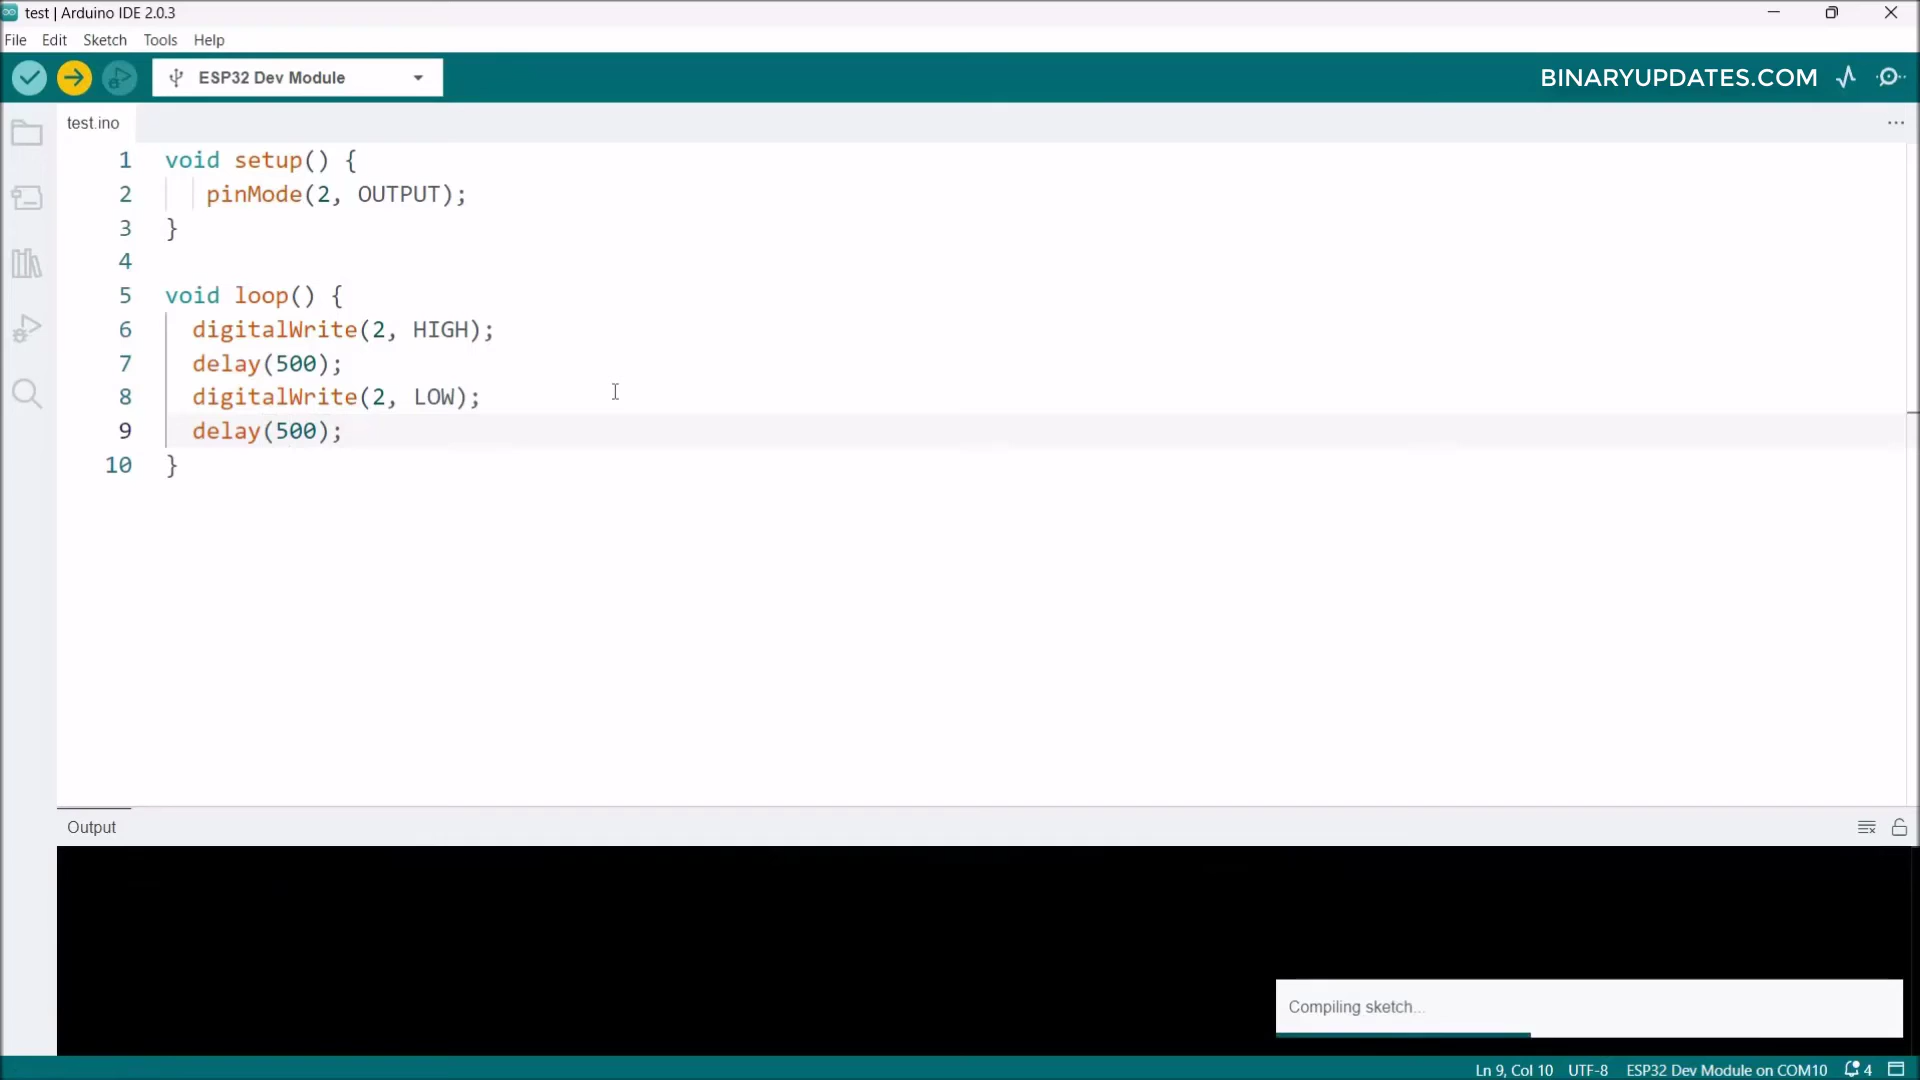 test | Arduino IDE 2.0.3
File Edit Sketch Tools Help
ESP32 Dev Module
BINARYUPDATES.COM
test.ino
1 void setup() {
2 pinMode(2, OUTPUT);
3 }
4
5 void loop() {
6 digitalWrite(2, HIGH);
7 delay(500);
8 digitalWrite(2, LOW);
9 delay(500);
10 }
Output
Compiling sketch...
Ln 9, Col 10 UTF-8 ESP32 Dev Module on COM10 4